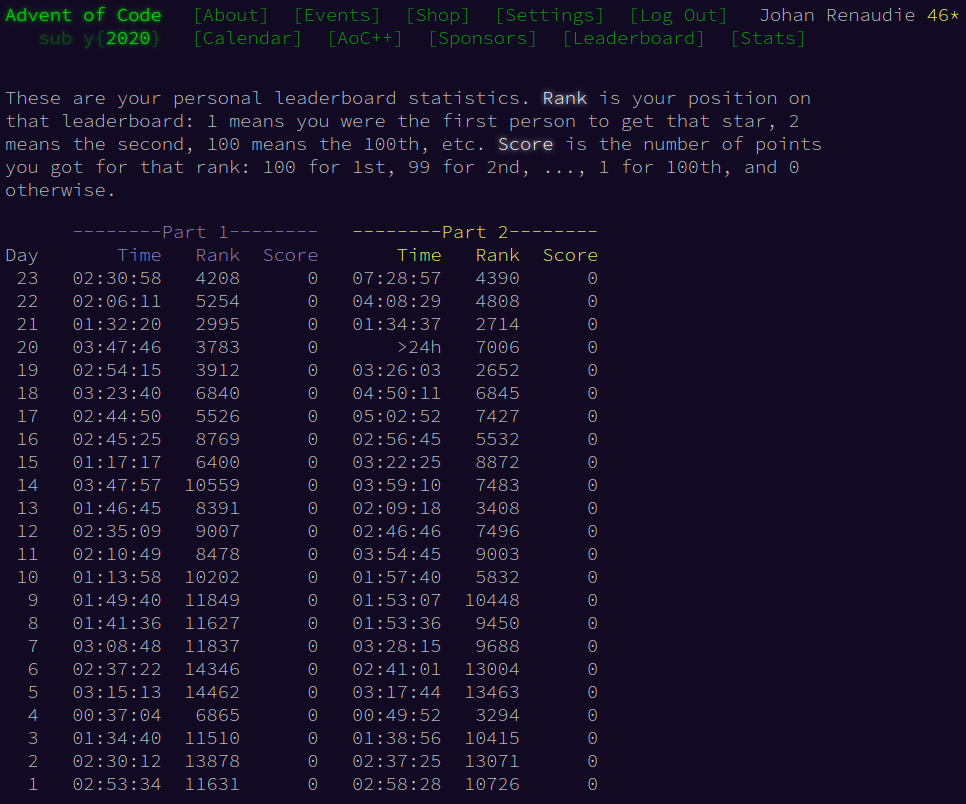 Advent of Code [About] [Events] [Shop] [Settings] [Log Out] Johan Renaudie 46*
sub y{2020} [Calendar] [AoC++] [Sponsors] [Leaderboard] [Stats]
These are your personal leaderboard statistics. Rank is your position on
that leaderboard: 1 means you were the first person to get that star, 2
means the second, 100 means the 100th, etc. Score is the number of points
you got for that rank: 100 for 1st, 99 for 2nd, ..., 1 for 100th, and 0
otherwise.
--------Part 1-------- --------Part 2--------
Day Time Rank Score Time Rank Score
23 02:30:58 4208 0 07:28:57 4390 0
22 02:06:11 5254 0 04:08:29 4808 0
21 01:32:20 2995 0 01:34:37 2714 0
20 03:47:46 3783 0 >24h 7006 0
19 02:54:15 3912 0 03:26:03 2652 0
18 03:23:40 6840 0 04:50:11 6845 0
17 02:44:50 5526 0 05:02:52 7427 0
16 02:45:25 8769 0 02:56:45 5532 0
15 01:17:17 6400 0 03:22:25 8872 0
14 03:47:57 10559 0 03:59:10 7483 0
13 01:46:45 8391 0 02:09:18 3408 0
12 02:35:09 9007 0 02:46:46 7496 0
11 02:10:49 8478 0 03:54:45 9003 0
10 01:13:58 10202 0 01:57:40 5832 0
9 01:49:40 11849 0 01:53:07 10448 0
8 01:41:36 11627 0 01:53:36 9450 0
7 03:08:48 11837 0 03:28:15 9688 0
6 02:37:22 14346 0 02:41:01 13004 0
5 03:15:13 14462 0 03:17:44 13463 0
4 00:37:04 6865 0 00:49:52 3294 0
3 01:34:40 11510 0 01:38:56 10415 0
2 02:30:12 13878 0 02:37:25 13071 0
1 02:53:34 11631 0 02:58:28 10726 0